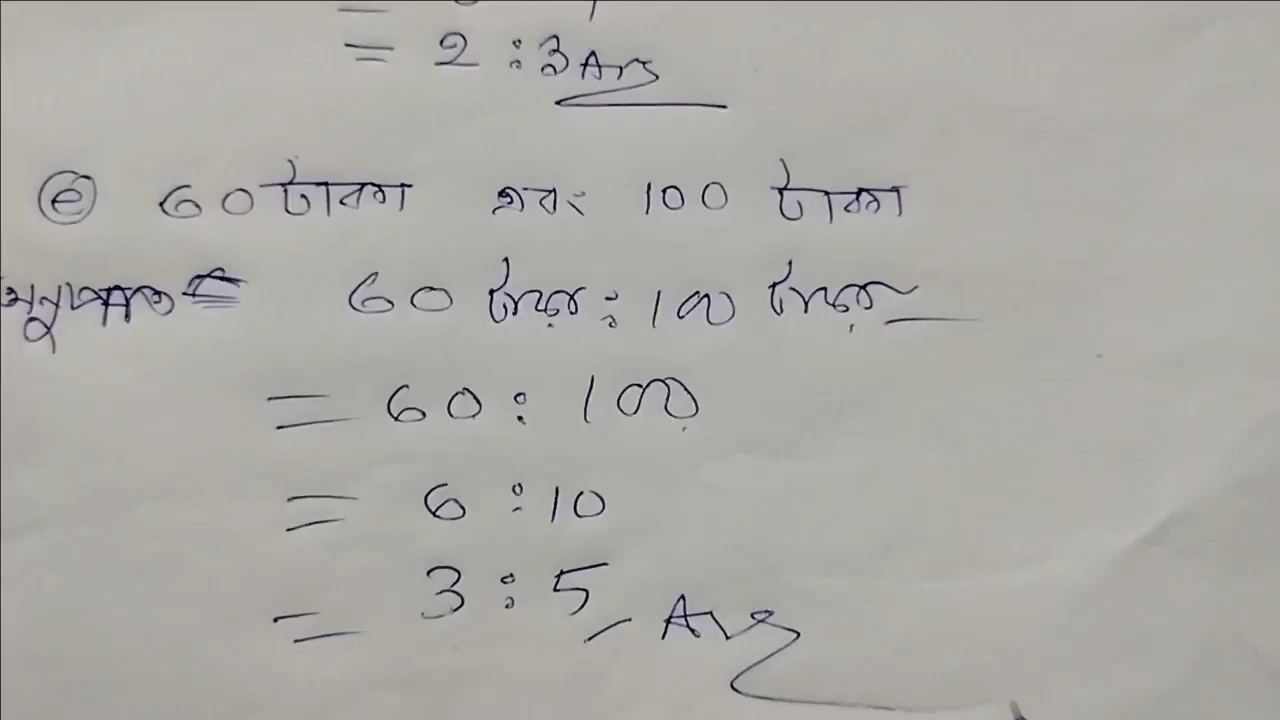 = 2 : 3 Ans
ⓔ 60 টাকা এবং 100 টাকা
অনুপাত = 60 টাকা : 100 টাকা
= 60 : 100
= 6 : 10
= 3 : 5 Ans